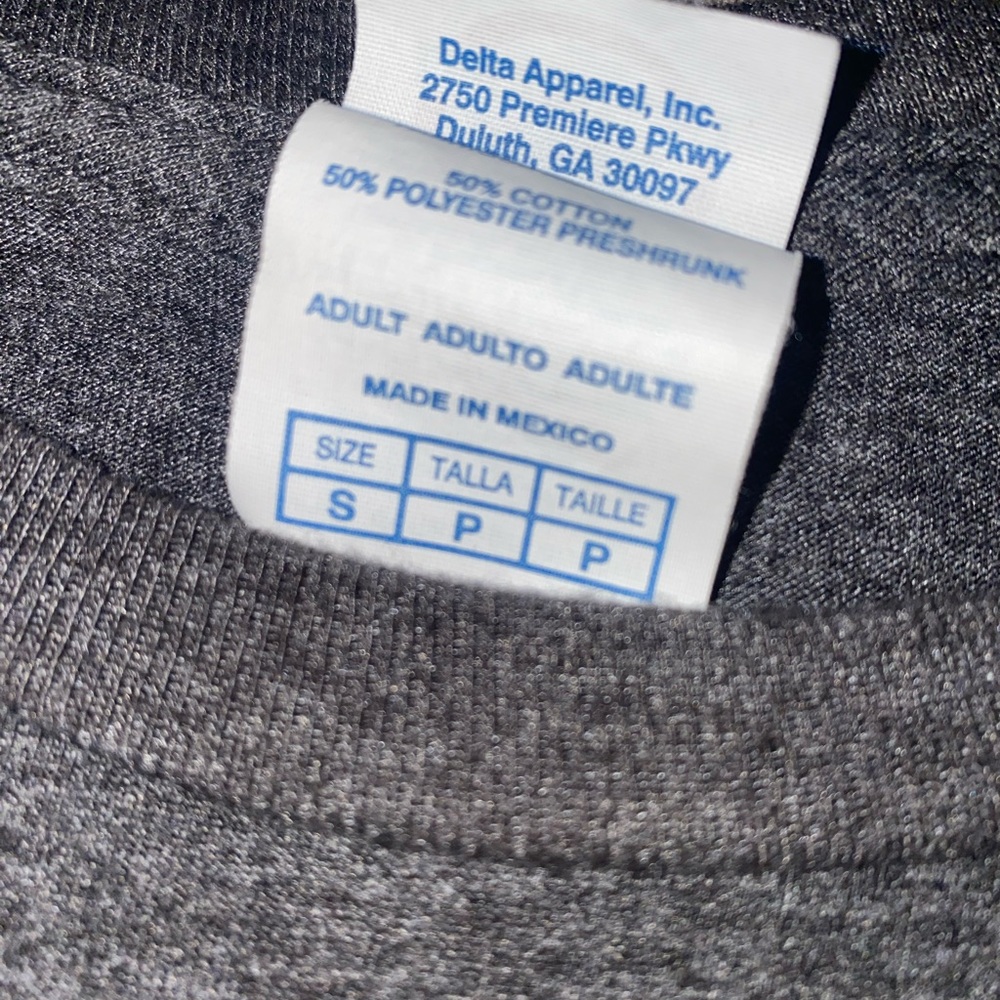 Delta Apparel, Inc.
2750 Premiere Pkwy
Duluth, GA 30097
50% COTTON
50% POLYESTER PRESHRUNK
ADULT ADULTO ADULTE
MADE IN MEXICO
SIZE TALLA TAILLE
S P P